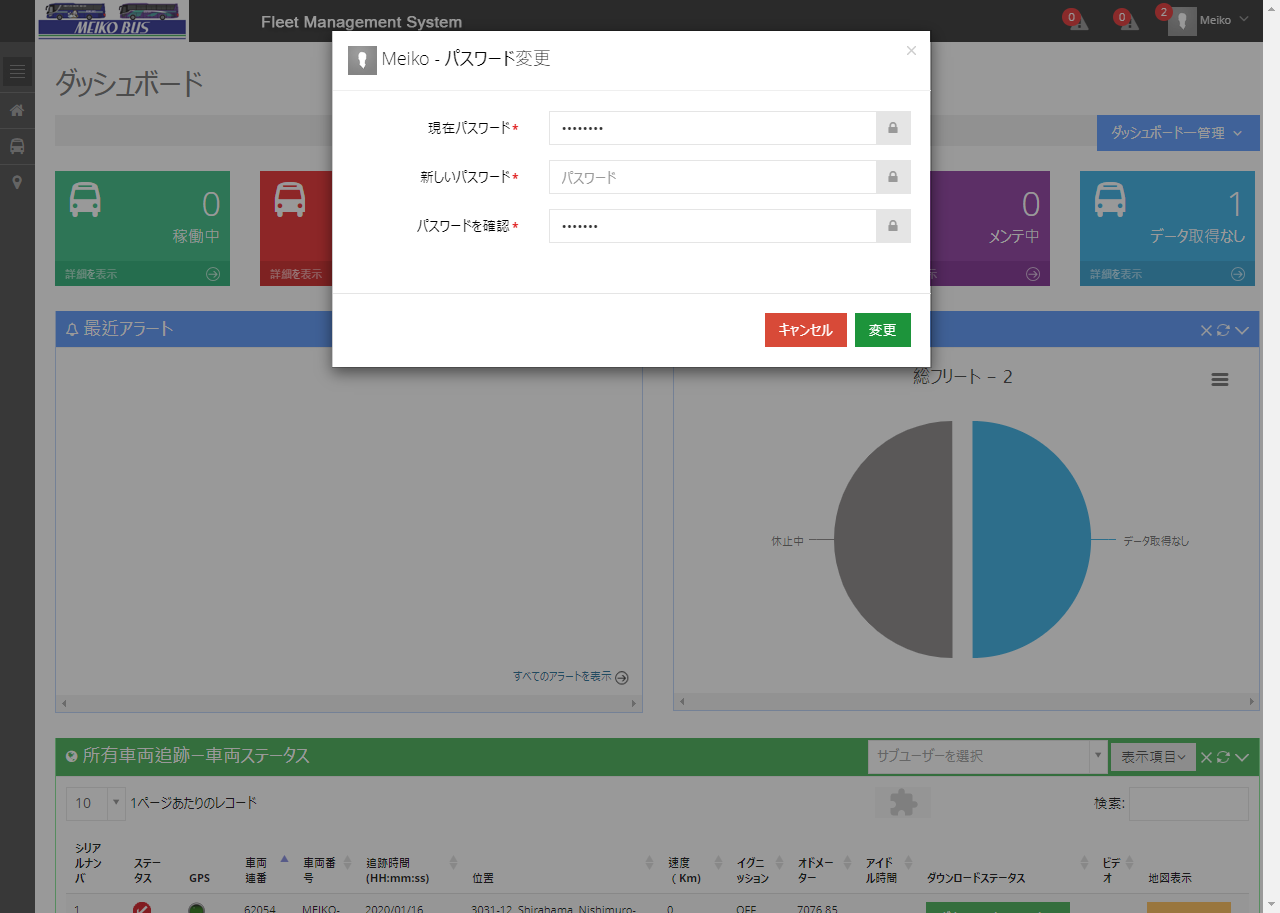 MEIKO BUS
Fleet Management System
0
0
2
Meiko
Meiko - パスワード変更
×
ダッシュボード
現在パスワード*
••••••••
ダッシュボードー管理
新しいパスワード*
パスワード
パスワードを確認*
•••••••
0
稼働中
詳細を表示
詳細を表示
0
メンテ中
示
1
データ取得なし
詳細を表示
キャンセル
変更
最近アラート
総フリート – 2
休止中
データ取得なし
すべてのアラートを表示
所有車両追跡ー車両ステータス
サブユーザーを選択
表示項目
10
1ページあたりのレコード
検索:
シリア
ルナン
バ
ステー
タス
GPS
車両
連番
車両番
号
追跡時間
(HH:mm:ss)
位置
速度
( Km)
イグニ
ッション
オドメー
ター
アイド
ル時間
ダウンロードステータス
ビデ
オ
地図表示
1
62054
MEIKO-
2020/01/16
3031-12, Shirahama, Nishimuro-
0
OFF
7076.85